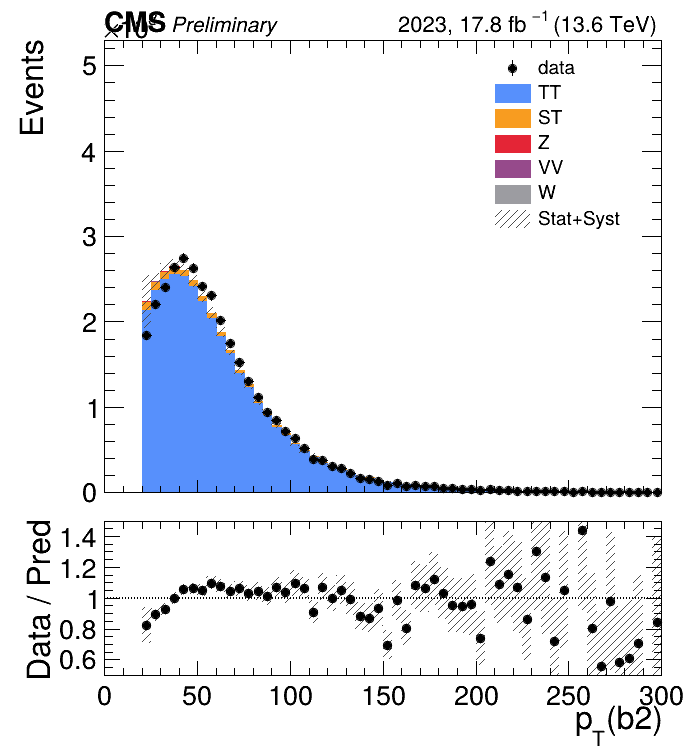 CMS Preliminary 2023, 17.8 fb⁻¹ (13.6 TeV)
Events
5
4
3
2
1
0
data
TT
ST
Z
VV
W
Stat+Syst
Data / Pred
1.4
1.2
1
0.8
0.6
0 50 100 150 200 250 300
p_T(b2)